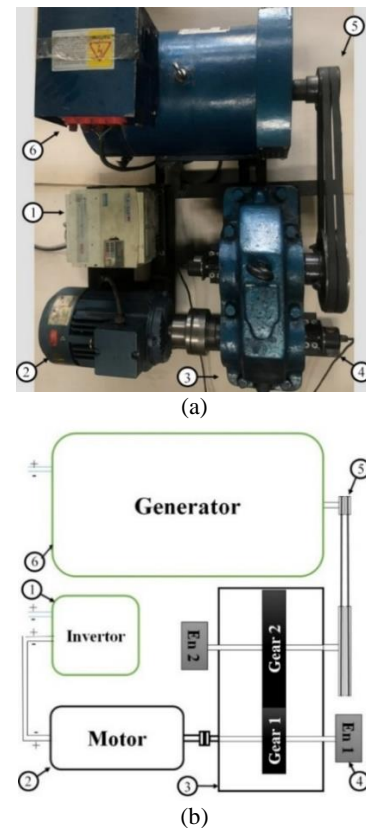 5
6
1
2
3
4
(a)
Generator
5
6
1
+
-
Invertor
+
-
En 2
Gear 2
Motor
Gear 1
En 1
2
3
4
(b)